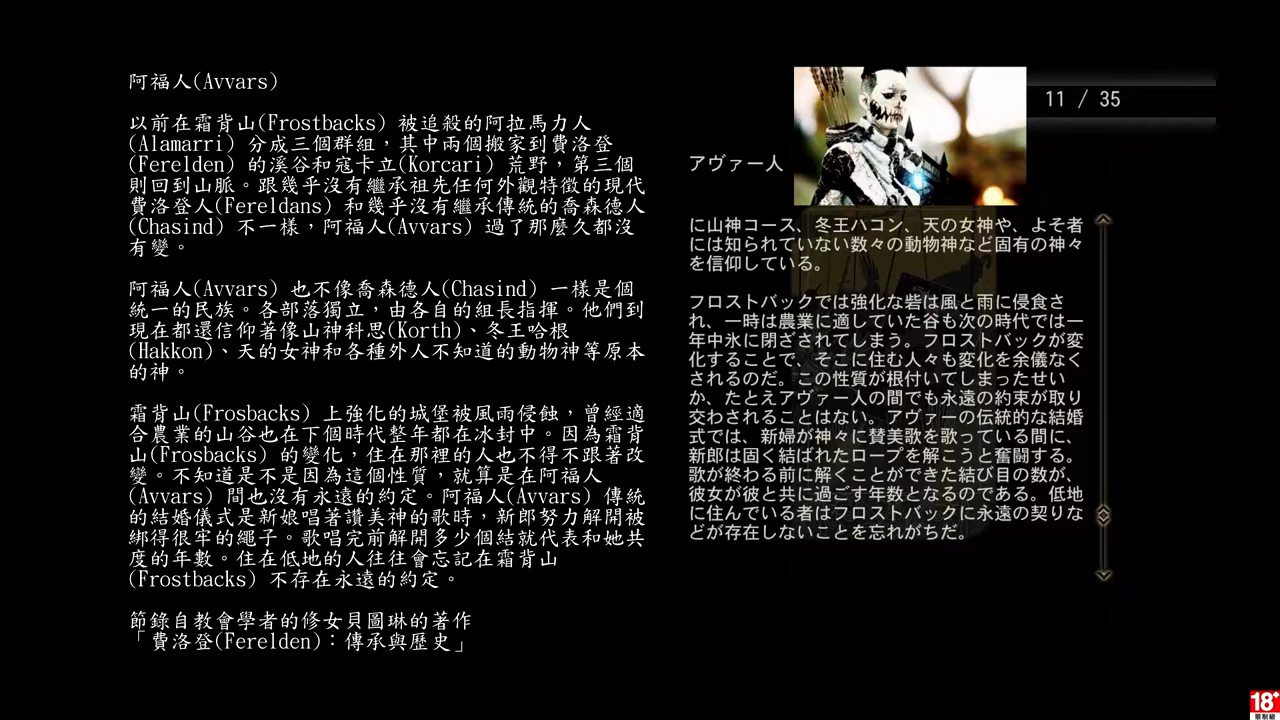 阿福人(Avvars)
以前在霜背山(Frostbacks) 被追殺的阿拉馬力人
(Alamarri) 分成三個群組，其中兩個搬家到費洛登
(Ferelden) 的溪谷和寇卡立(Korcari) 荒野，第三個
則回到山脈。跟幾乎沒有繼承祖先任何外觀特徵的現代
費洛登人(Fereldans) 和幾乎沒有繼承傳統的喬森德人
(Chasind) 不一樣，阿福人(Avvars) 過了那麼久都沒
有變。
阿福人(Avvars) 也不像喬森德人(Chasind) 一樣是個
統一的民族。各部落獨立，由各自的組長指揮。他們到
現在都還信仰著像山神科思(Korth)、冬王哈根
(Hakkon)、天的女神和各種外人不知道的動物神等原本
的神。
霜背山(Frosbacks) 上強化的城堡被風雨侵蝕，曾經適
合農業的山谷也在下個時代整年都在冰封中。因為霜背
山(Frosbacks) 的變化，住在那裡的人也不得不跟著改
變。不知道是不是因為這個性質，就算是在阿福人
(Avvars) 間也沒有永遠的約定。阿福人(Avvars) 傳統
的結婚儀式是新娘唱著讚美神的歌時，新郎努力解開被
綁得很牢的繩子。歌唱完前解開多少個結就代表和她共
度的年數。住在低地的人往往會忘記在霜背山
(Frostbacks) 不存在永遠的約定。
節錄自教會學者的修女貝圖琳的著作
「費洛登(Ferelden)：傳承與歷史」
11 / 35
アヴァー人
に山神コース、冬王ハコン、天の女神や、よそ者
には知られていない数々の動物神など固有の神々
を信仰している。
フロストバックでは強化な砦は風と雨に侵食さ
れ、一時は農業に適していた谷も次の時代では一
年中氷に閉ざされてしまう。フロストバックが変
化することで、そこに住む人々も変化を余儀なく
されるのだ。この性質が根付いてしまったせい
か、たとえアヴァー人の間でも永遠の約束が取り
交わされることはない。アヴァーの伝統的な結婚
式では、新婦が神々に賛美歌を歌っている間に、
新郎は固く結ばれたロープを解こうと奮闘する。
歌が終わる前に解くことができた結び目の数が、
彼女が彼と共に過ごす年数となるのである。低地
に住んでいる者はフロストバックに永遠の契りな
どが存在しないことを忘れがちだ。
18+
限制級